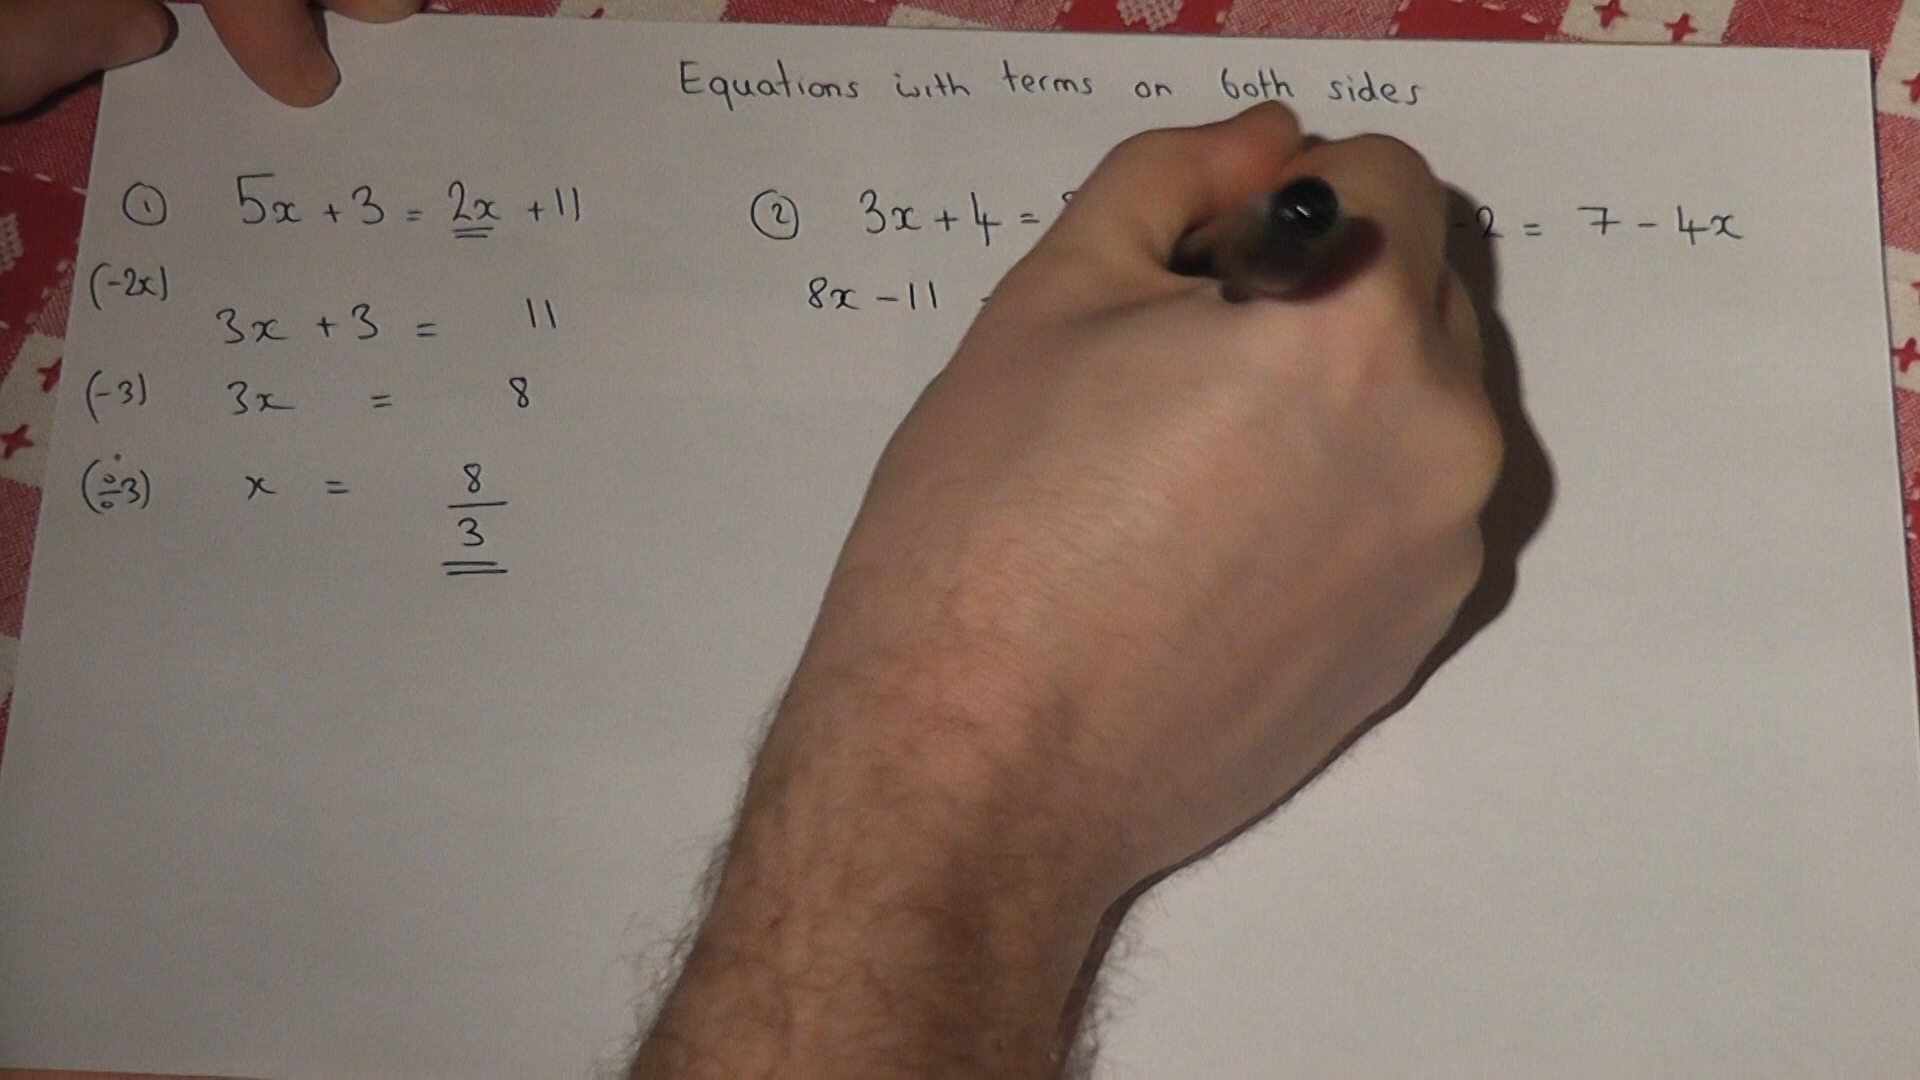 Equations with terms on both sides
① 5x + 3 = 2x + 11
(-2x)
3x + 3 = 11
(-3) 3x = 8
(÷3) x = 8/3
② 3x + 4 =
8x - 11
-2 = 7 - 4x